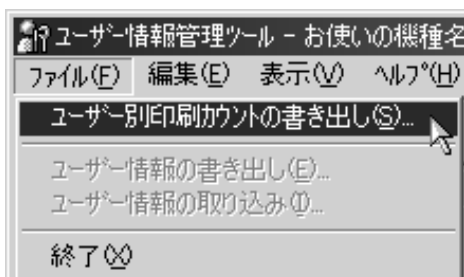 ユーザー情報管理ツール - お使いの機種名
ファイル(F) 編集(E) 表示(V) ヘルプ(H)
ユーザー別印刷カウントの書き出し(S)...
ユーザー情報の書き出し(E)...
ユーザー情報の取り込み(I)...
終了(X)